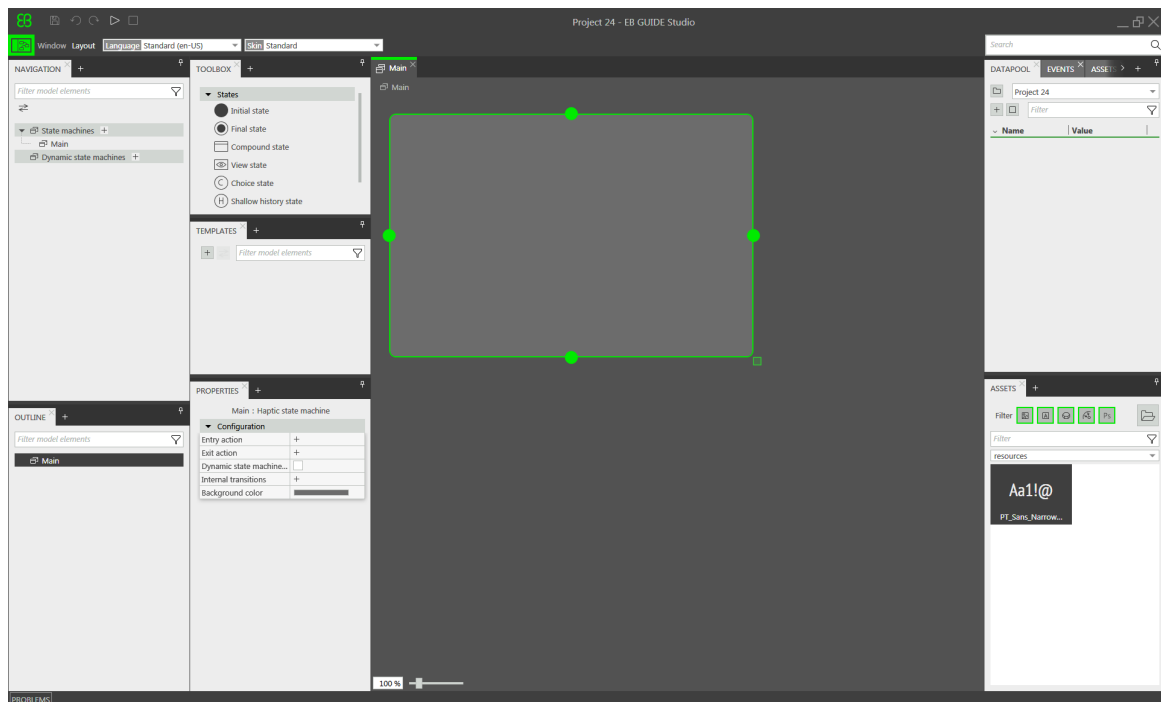 EB
Project 24 - EB GUIDE Studio
Window Layout Language Standard (en-US) Skin Standard
Search
NAVIGATION
Filter model elements
State machines
Main
Dynamic state machines
OUTLINE
Filter model elements
Main
TOOLBOX
States
Initial state
Final state
Compound state
View state
C Choice state
H Shallow history state
TEMPLATES
Filter model elements
PROPERTIES
Main : Haptic state machine
Configuration
Entry action +
Exit action +
Dynamic state machine...
Internal transitions +
Background color
Main
Main
100 %
DATAPOOL EVENTS
Project 24
Filter
Name Value
ASSETS
Filter Ps
Filter
resources
Aa1!@
PT_Sans_Narrow...
PROBLEMS